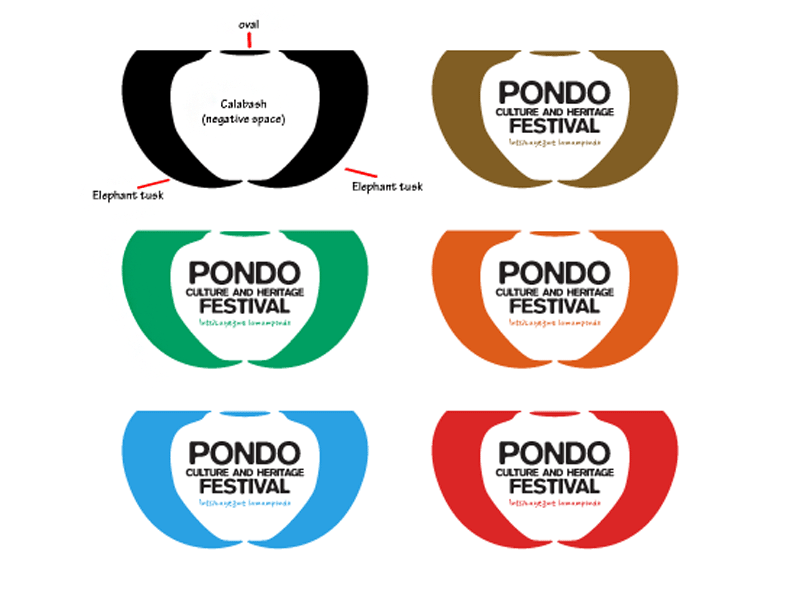 oval
Calabash
(negative space)
Elephant tusk
Elephant tusk
PONDO
CULTURE AND HERITAGE
FESTIVAL
PONDO
CULTURE AND HERITAGE
FESTIVAL
PONDO
CULTURE AND HERITAGE
FESTIVAL
PONDO
CULTURE AND HERITAGE
FESTIVAL
PONDO
CULTURE AND HERITAGE
FESTIVAL